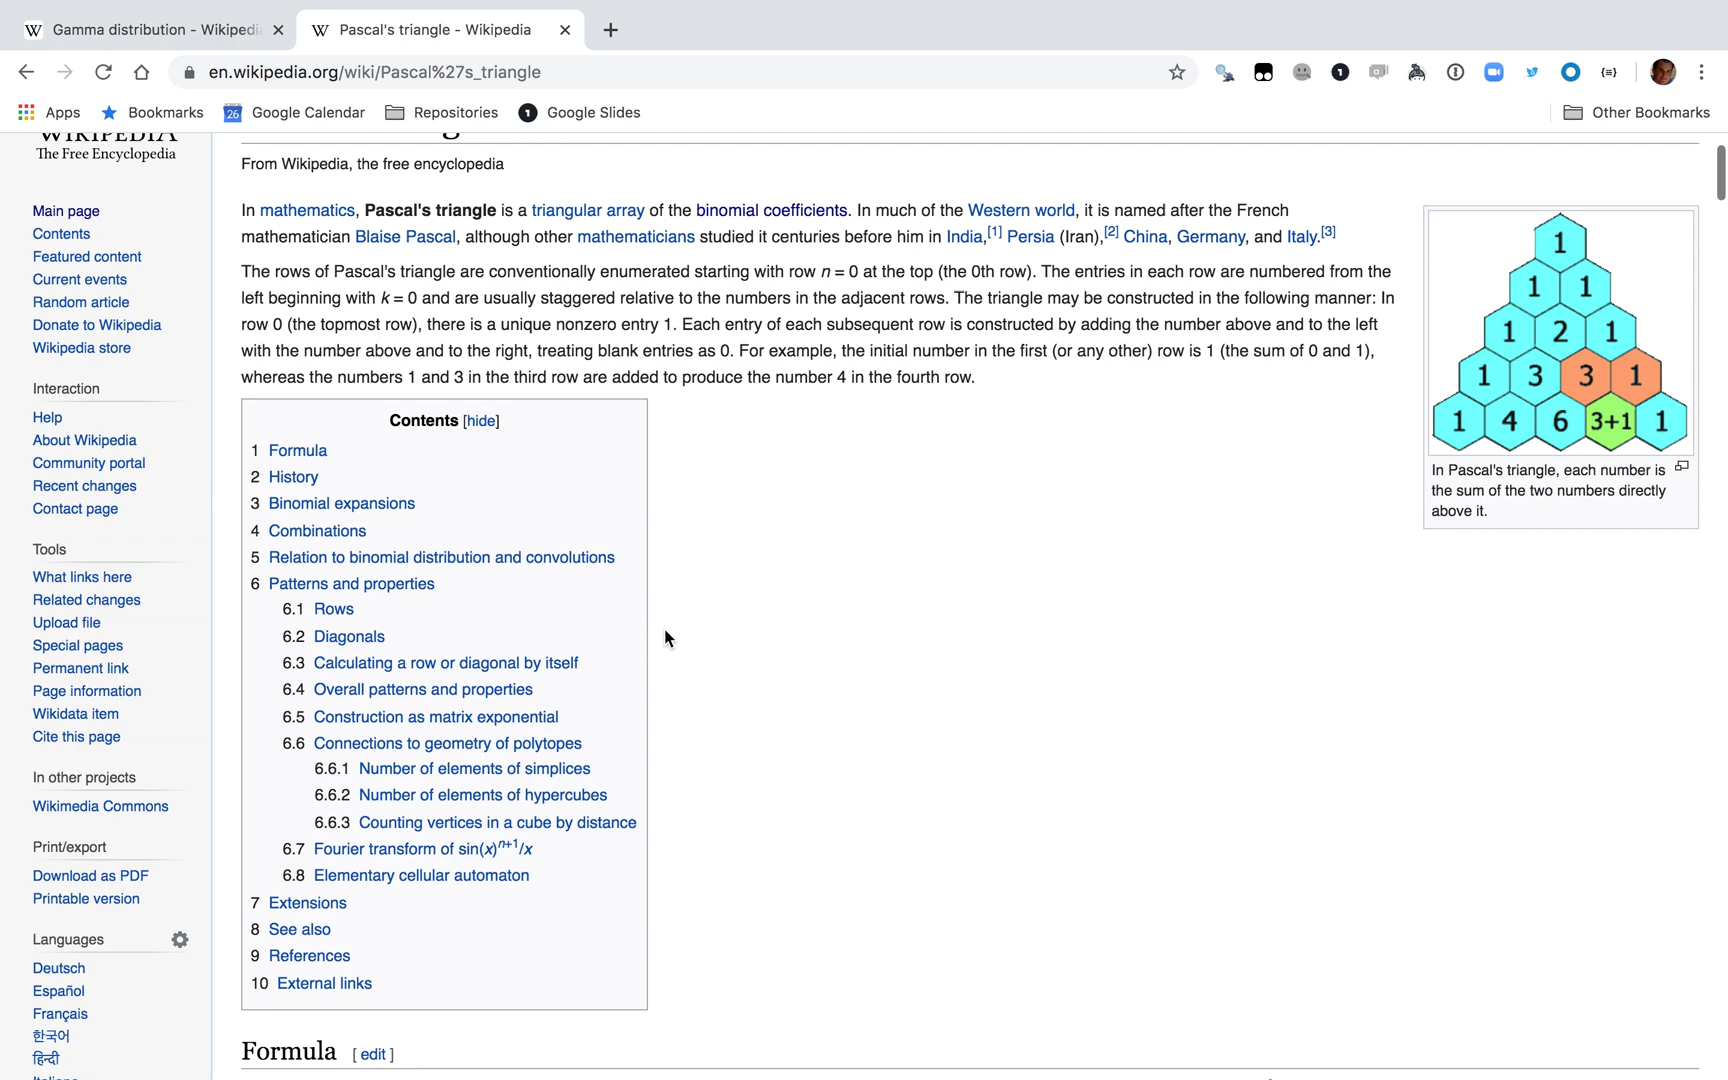 Gamma distribution - Wikipedi
Pascal's triangle - Wikipedia
en.wikipedia.org/wiki/Pascal%27s_triangle
Apps
Bookmarks
26
Google Calendar
Repositories
Google Slides
Other Bookmarks
WIKIPEDIA
The Free Encyclopedia
Main page
Contents
Featured content
Current events
Random article
Donate to Wikipedia
Wikipedia store
Interaction
Help
About Wikipedia
Community portal
Recent changes
Contact page
Tools
What links here
Related changes
Upload file
Special pages
Permanent link
Page information
Wikidata item
Cite this page
In other projects
Wikimedia Commons
Print/export
Download as PDF
Printable version
Languages
Deutsch
Español
Français
한국어
हिन्दी
From Wikipedia, the free encyclopedia
In mathematics, Pascal's triangle is a triangular array of the binomial coefficients. In much of the Western world, it is named after the French
mathematician Blaise Pascal, although other mathematicians studied it centuries before him in India,[1] Persia (Iran),[2] China, Germany, and Italy.[3]
The rows of Pascal's triangle are conventionally enumerated starting with row n = 0 at the top (the 0th row). The entries in each row are numbered from the
left beginning with k = 0 and are usually staggered relative to the numbers in the adjacent rows. The triangle may be constructed in the following manner: In
row 0 (the topmost row), there is a unique nonzero entry 1. Each entry of each subsequent row is constructed by adding the number above and to the left
with the number above and to the right, treating blank entries as 0. For example, the initial number in the first (or any other) row is 1 (the sum of 0 and 1),
whereas the numbers 1 and 3 in the third row are added to produce the number 4 in the fourth row.
Contents [hide]
1 Formula
2 History
3 Binomial expansions
4 Combinations
5 Relation to binomial distribution and convolutions
6 Patterns and properties
6.1 Rows
6.2 Diagonals
6.3 Calculating a row or diagonal by itself
6.4 Overall patterns and properties
6.5 Construction as matrix exponential
6.6 Connections to geometry of polytopes
6.6.1 Number of elements of simplices
6.6.2 Number of elements of hypercubes
6.6.3 Counting vertices in a cube by distance
6.7 Fourier transform of sin(x)ⁿ⁺¹/x
6.8 Elementary cellular automaton
7 Extensions
8 See also
9 References
10 External links
1
1 1
1 2 1
1 3 3 1
1 4 6 3+1 1
In Pascal's triangle, each number is
the sum of the two numbers directly
above it.
Formula [ edit ]